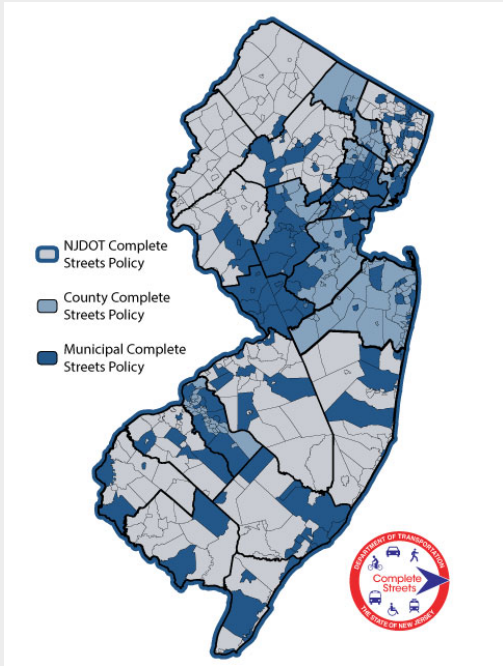 NJDOT Complete
Streets Policy
County Complete
Streets Policy
Municipal Complete
Streets Policy
DEPARTMENT OF TRANSPORTATION
Complete
Streets
THE STATE OF NEW JERSEY